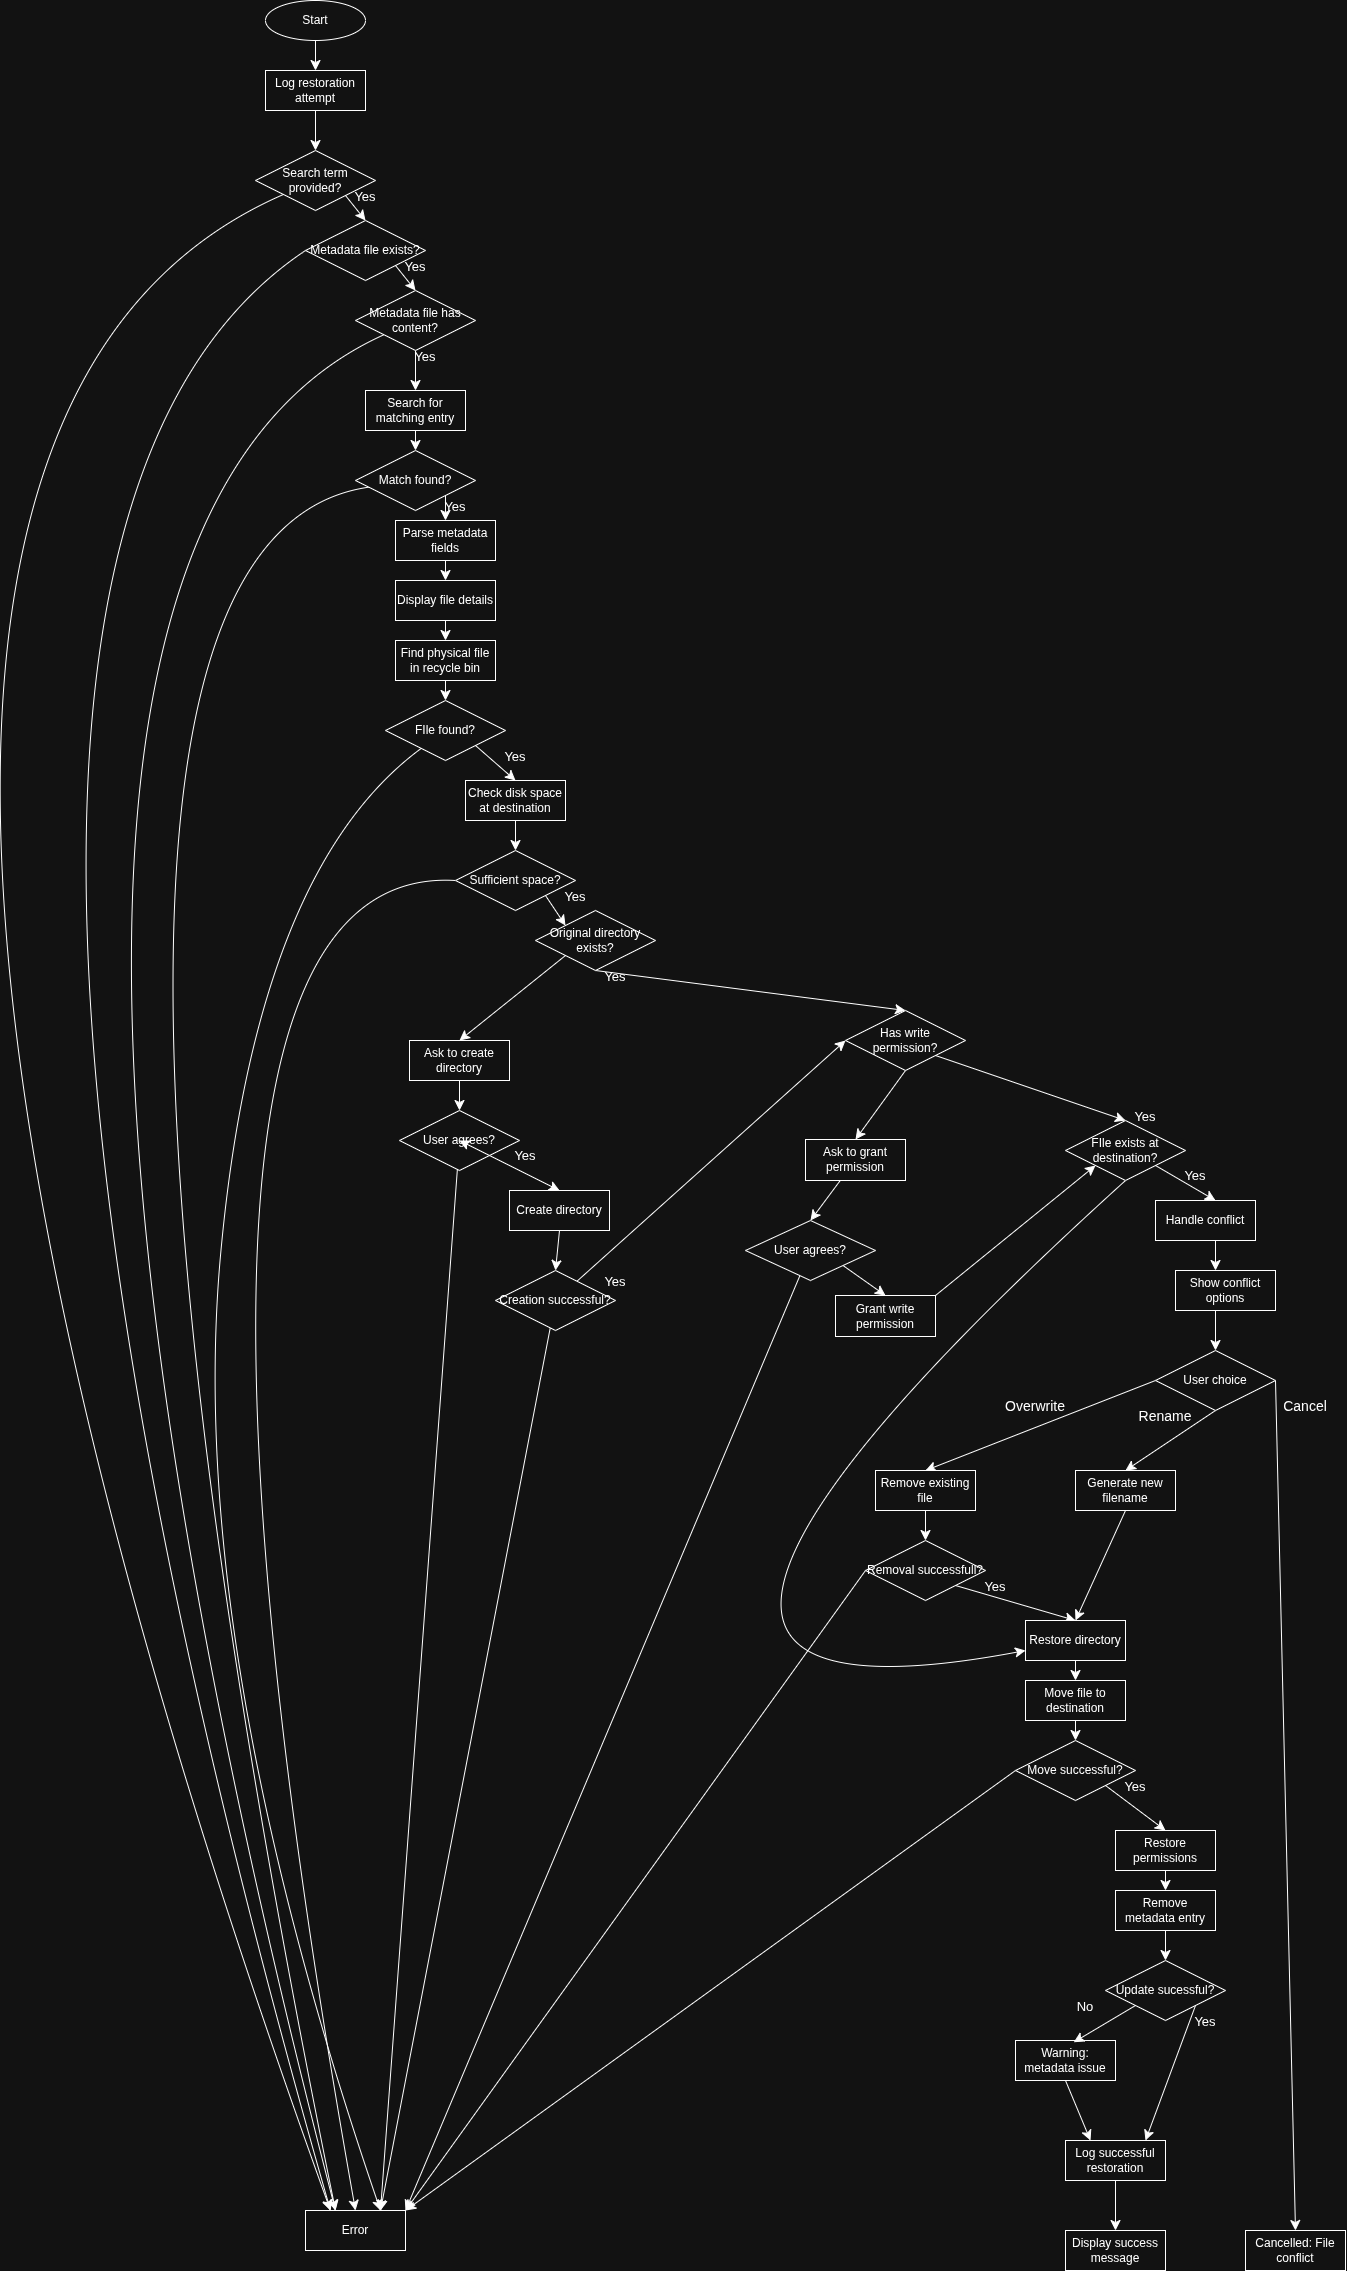 Start
Log restoration
attempt
Search term
provided?
Yes
Metadata file exists?
Yes
Metadata file has
content?
Yes
Search for
matching entry
Match found?
Yes
Parse metadata
fields
Display file details
Find physical file
in recycle bin
FIle found?
Yes
Check disk space
at destination
Sufficient space?
Yes
Original directory
exists?
Yes
Ask to create
directory
User agrees?
Yes
Create directory
Creation successful?
Yes
Has write
permission?
Yes
Ask to grant
permission
User agrees?
Grant write
permission
FIle exists at
destination?
Yes
Handle conflict
Show conflict
options
User choice
Overwrite
Rename
Cancel
Remove existing
file
Generate new
filename
Removal successfull?
Yes
Restore directory
Move file to
destination
Move successful?
Yes
Restore
permissions
Remove
metadata entry
Update sucessful?
No
Yes
Warning:
metadata issue
Log successful
restoration
Error
Display success
message
Cancelled: File
conflict